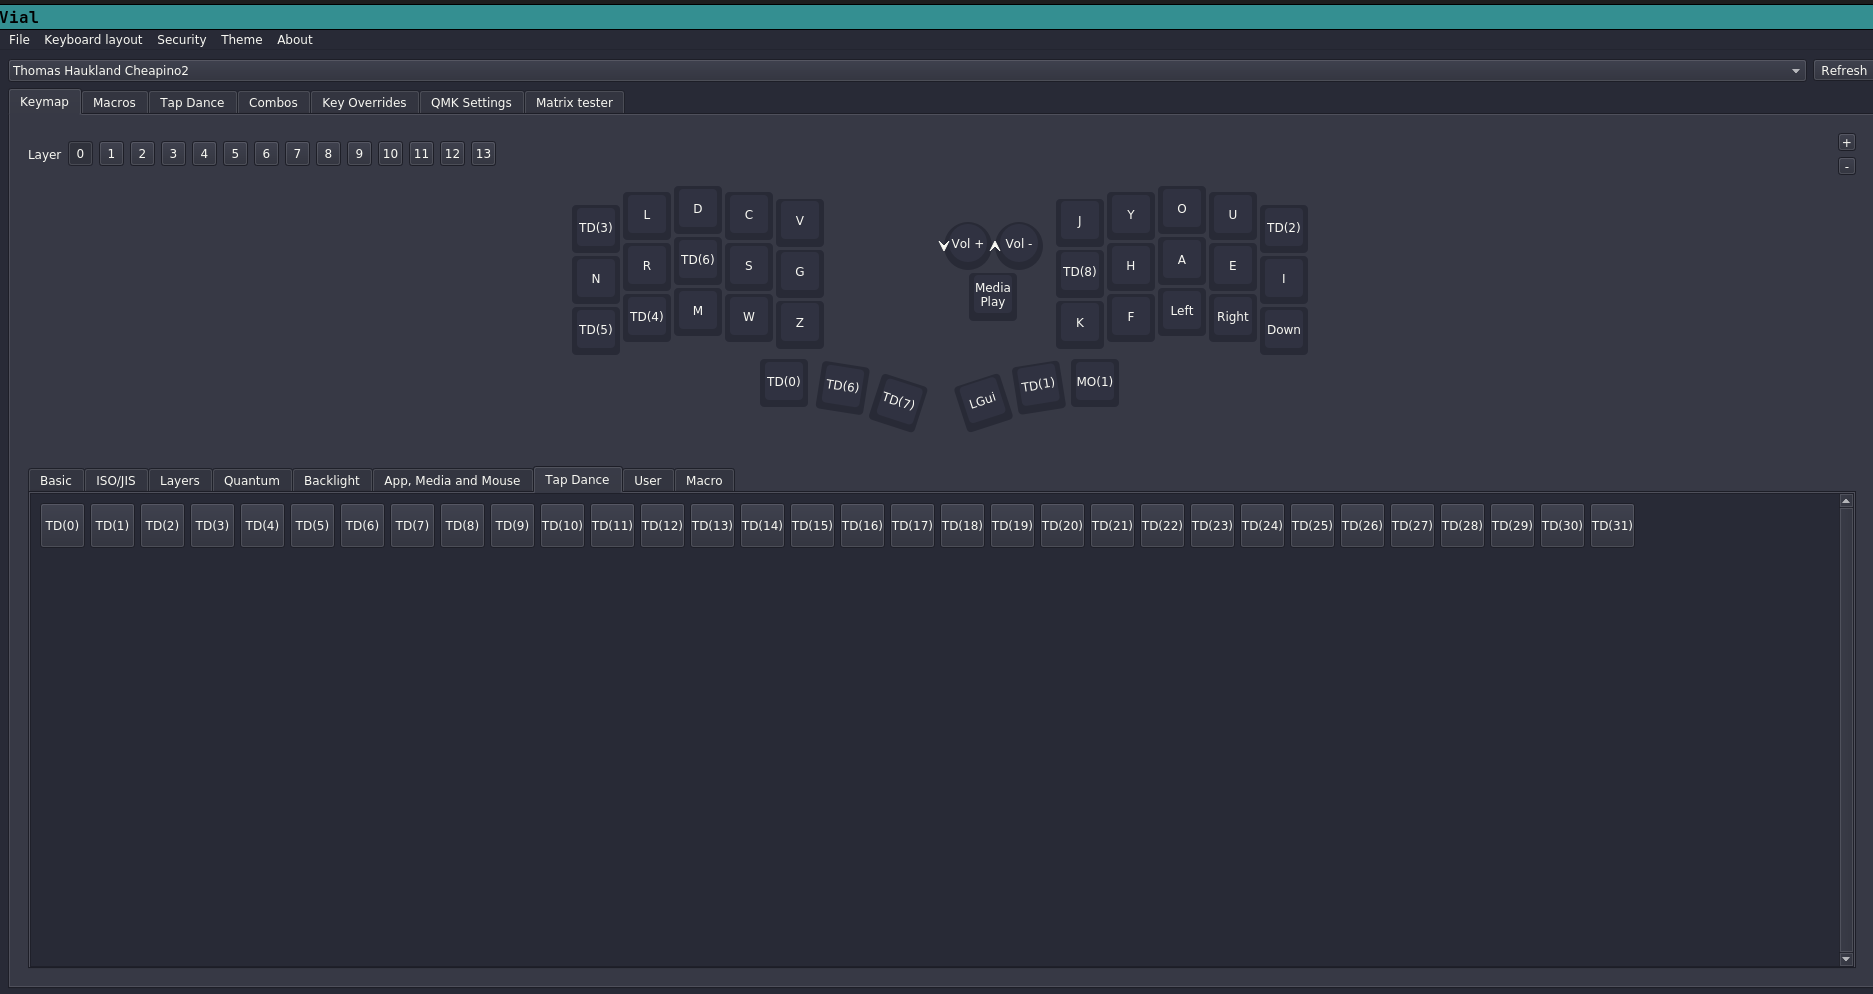 Vial
File Keyboard layout Security Theme About
Thomas Haukland Cheapino2 Refresh
Keymap Macros Tap Dance Combos Key Overrides QMK Settings Matrix tester
Layer 0 1 2 3 4 5 6 7 8 9 10 11 12 13 +
-
TD(3) L D C V J Y O U TD(2)
Vol + Vol -
N R TD(6) S G TD(8) H A E I
Media
Play
TD(5) TD(4) M W Z K F Left Right Down
TD(0) TD(6) TD(7) LGui TD(1) MO(1)
Basic ISO/JIS Layers Quantum Backlight App, Media and Mouse Tap Dance User Macro
TD(0) TD(1) TD(2) TD(3) TD(4) TD(5) TD(6) TD(7) TD(8) TD(9) TD(10) TD(11) TD(12) TD(13) TD(14) TD(15) TD(16) TD(17) TD(18) TD(19) TD(20) TD(21) TD(22) TD(23) TD(24) TD(25) TD(26) TD(27) TD(28) TD(29) TD(30) TD(31)